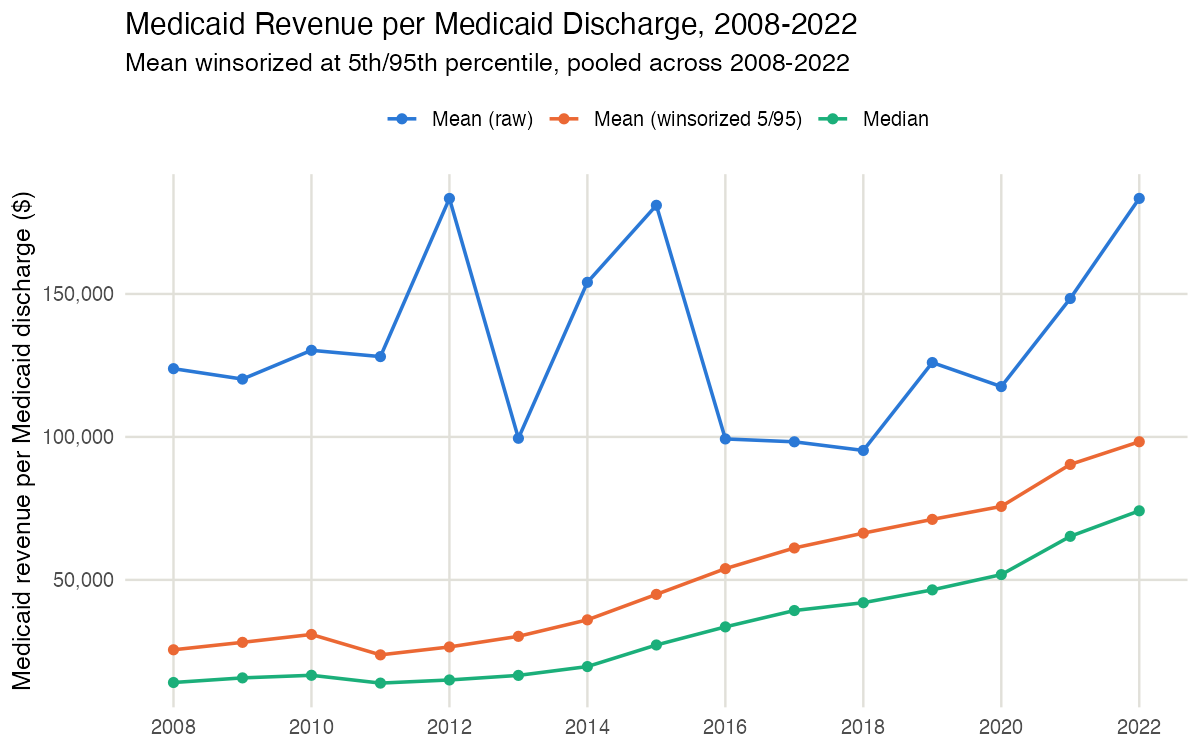 Medicaid Revenue per Medicaid Discharge, 2008-2022
Mean winsorized at 5th/95th percentile, pooled across 2008-2022
Mean (raw) Mean (winsorized 5/95) Median
Medicaid revenue per Medicaid discharge ($)
150,000
100,000
50,000
2008 2010 2012 2014 2016 2018 2020 2022